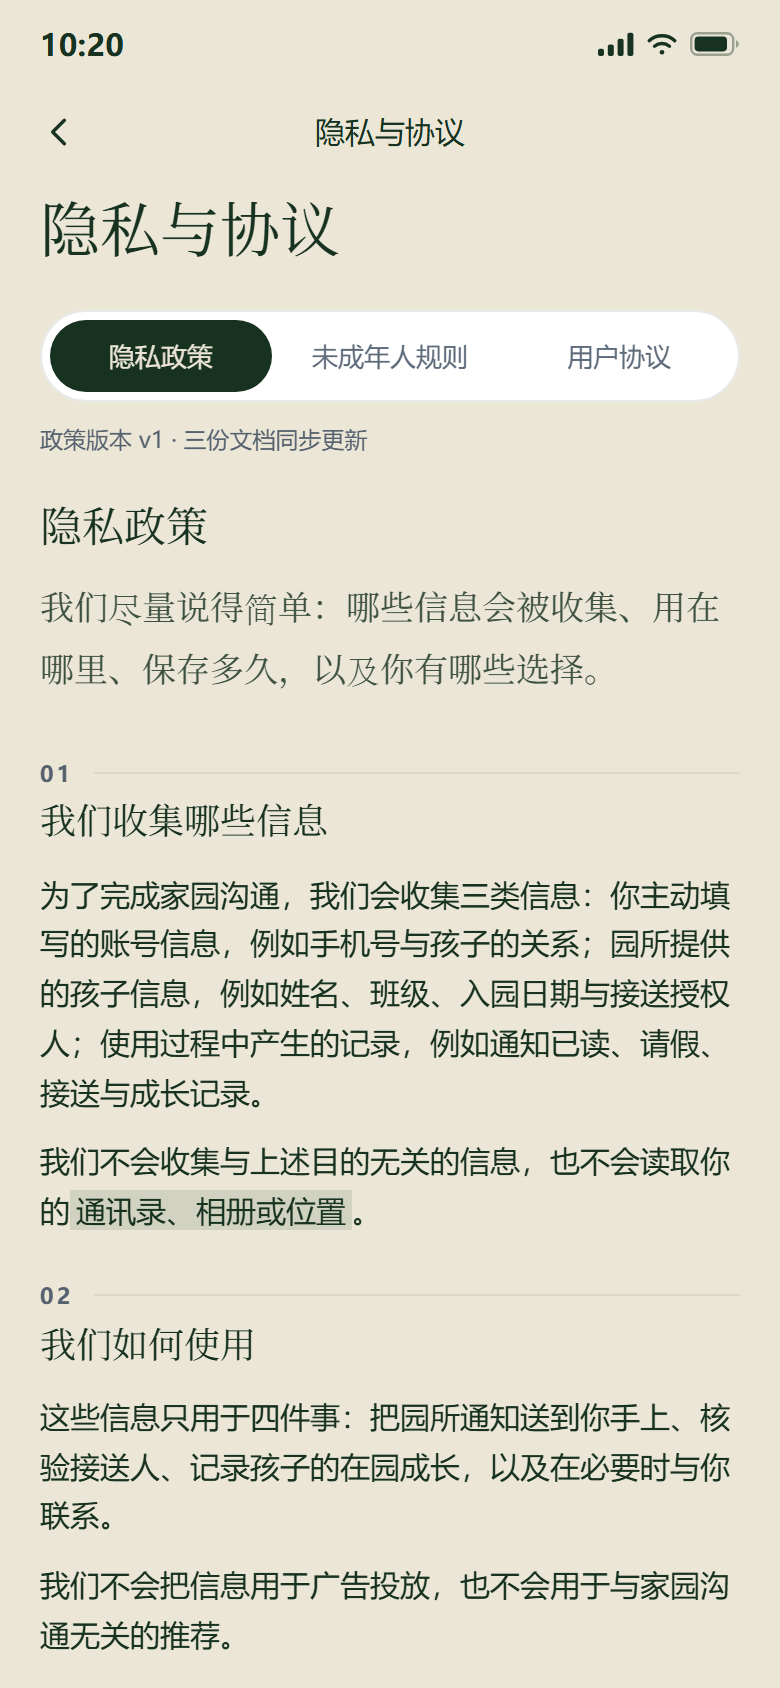 10:20
隐私与协议
隐私与协议
隐私政策
未成年人规则
用户协议
政策版本 v1 · 三份文档同步更新
隐私政策
我们尽量说得简单：哪些信息会被收集、用在
哪里、保存多久，以及你有哪些选择。
01
我们收集哪些信息
为了完成家园沟通，我们会收集三类信息：你主动填
写的账号信息，例如手机号与孩子的关系；园所提供
的孩子信息，例如姓名、班级、入园日期与接送授权
人；使用过程中产生的记录，例如通知已读、请假、
接送与成长记录。
我们不会收集与上述目的无关的信息，也不会读取你
的通讯录、相册或位置。
02
我们如何使用
这些信息只用于四件事：把园所通知送到你手上、核
验接送人、记录孩子的在园成长，以及在必要时与你
联系。
我们不会把信息用于广告投放，也不会用于与家园沟
通无关的推荐。